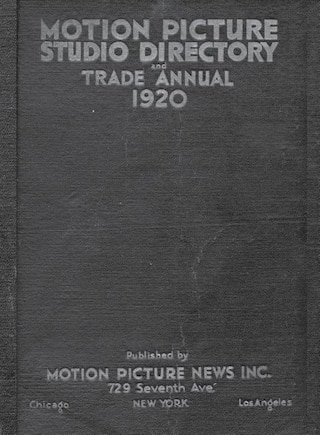 MOTION PICTURE
STUDIO DIRECTORY
and
TRADE ANNUAL
1920
Published by
MOTION PICTURE NEWS INC.
729 Seventh Ave.
Chicago NEW YORK Los Angeles